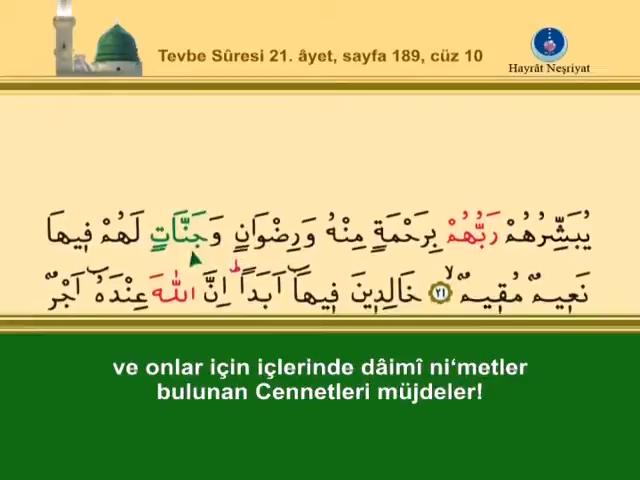 Tevbe Sûresi 21. âyet, sayfa 189, cüz 10
Hayrât Neşriyat
يُبَشِّرُهُمْ رَبُّهُمْ بِرَحْمَةٍ مِنْهُ وَرِضْوَانٍ وَجَنَّاتٍ لَهُمْ فٖيهَا
نَعٖيمٌ مُقٖيمٌۙ ﴿٢١﴾ خَالِدٖينَ فٖيهَٓا اَبَدًاؕ اِنَّ اللّٰهَ عِنْدَهُٓ اَجْرٌ
ve onlar için içlerinde dâimî ni‘metler
bulunan Cennetleri müjdeler!